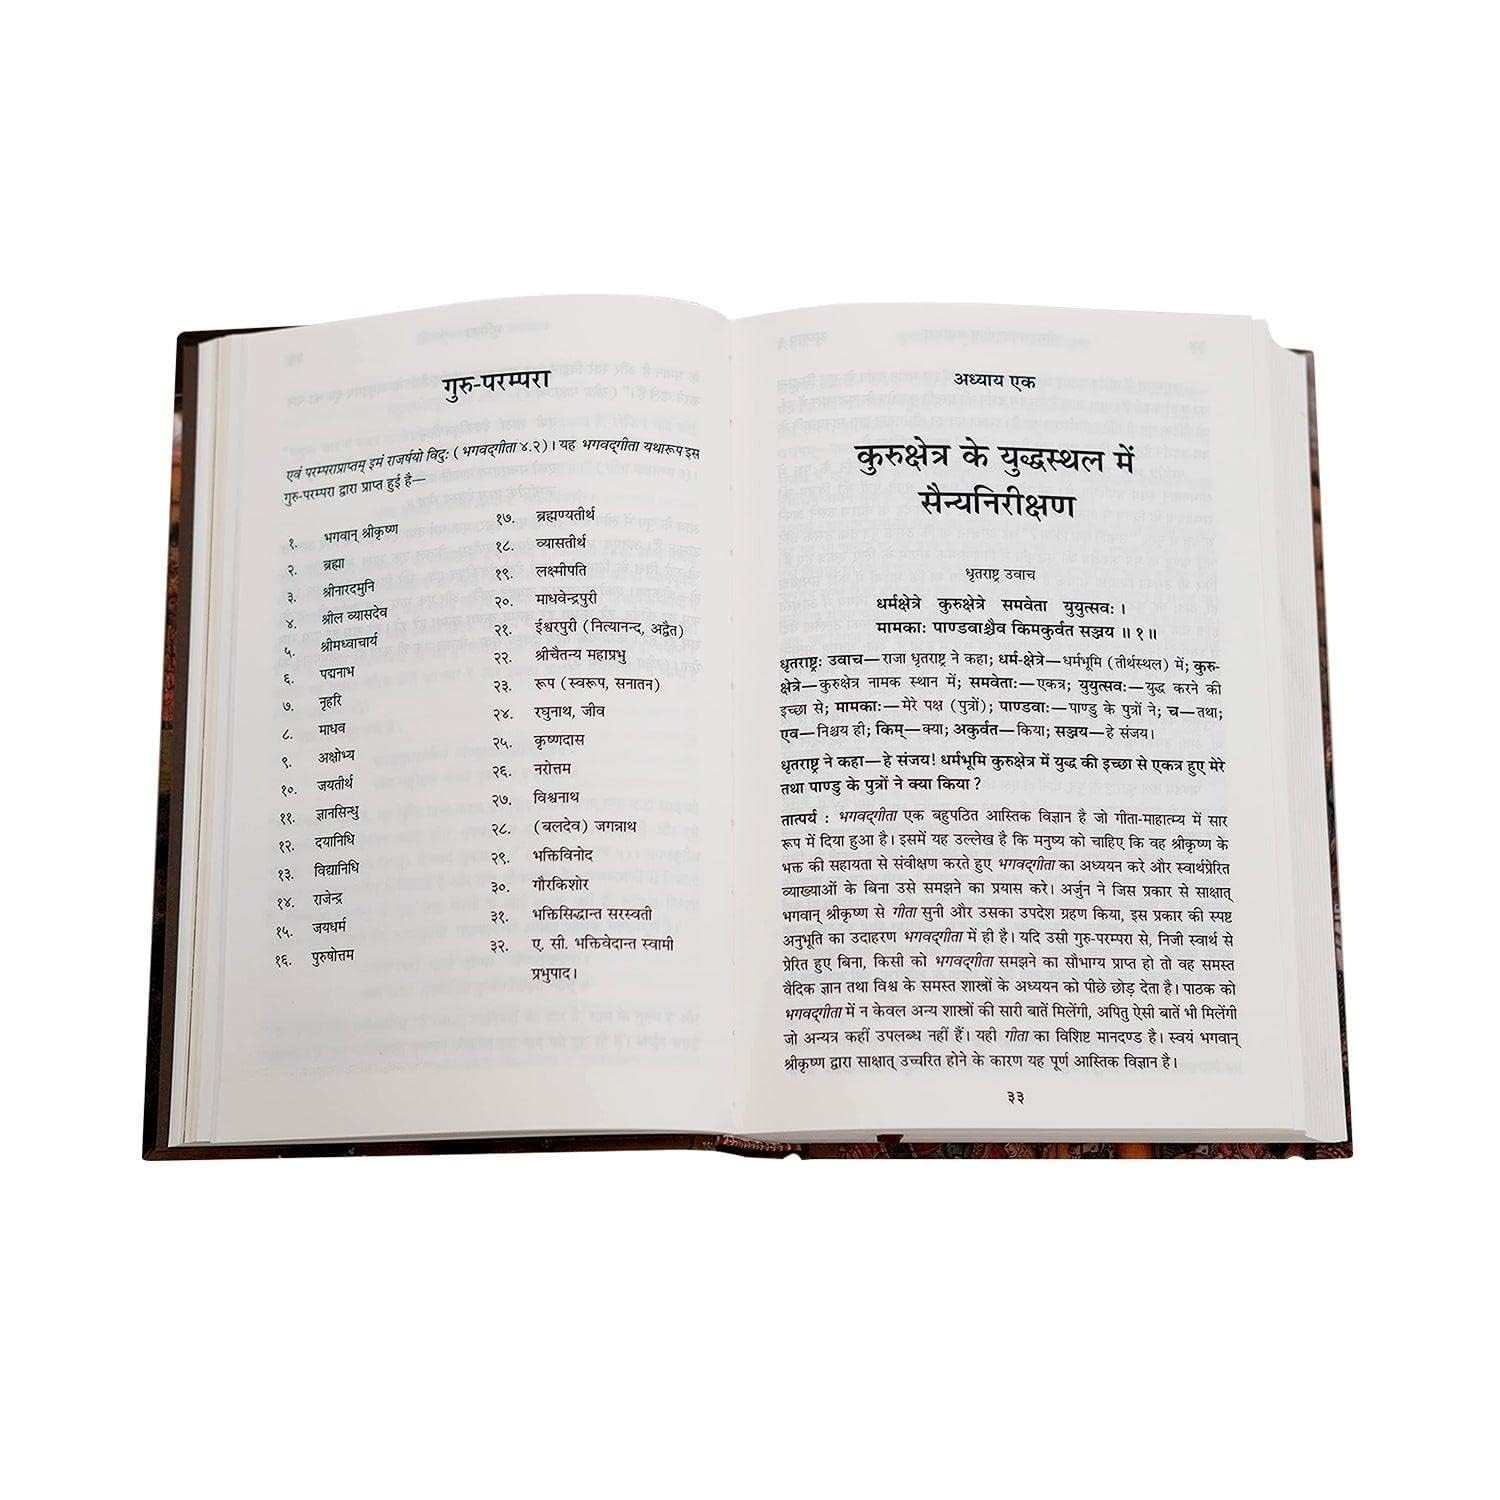 गुरु-परम्परा
एवं परम्पराप्राप्तम् इमं राजर्षयो विदुः (भगवद्‌गीता ४.२)। यह भगवद्‌गीता यथारूप इस
गुरु-परम्परा द्वारा प्राप्त हुई है—
१. भगवान् श्रीकृष्ण
२. ब्रह्मा
३. श्रीनारदमुनि
४. श्रील व्यासदेव
५. श्रीमध्वाचार्य
६. पद्मनाभ
७. नृहरि
८. माधव
९. अक्षोभ्य
१०. जयतीर्थ
११. ज्ञानसिन्धु
१२. दयानिधि
१३. विद्यानिधि
१४. राजेन्द्र
१५. जयधर्म
१६. पुरुषोत्तम
१७. ब्रह्मण्यतीर्थ
१८. व्यासतीर्थ
१९. लक्ष्मीपति
२०. माधवेन्द्रपुरी
२१. ईश्वरपुरी (नित्यानन्द, अद्वैत)
२२. श्रीचैतन्य महाप्रभु
२३. रूप (स्वरूप, सनातन)
२४. रघुनाथ, जीव
२५. कृष्णदास
२६. नरोत्तम
२७. विश्वनाथ
२८. (बलदेव) जगन्नाथ
२९. भक्तिविनोद
३०. गौरकिशोर
३१. भक्तिसिद्धान्त सरस्वती
३२. ए. सी. भक्तिवेदान्त स्वामी
प्रभुपाद।
अध्याय एक
कुरुक्षेत्र के युद्धस्थल में
सैन्यनिरीक्षण
धृतराष्ट्र उवाच
धर्मक्षेत्रे कुरुक्षेत्रे समवेता युयुत्सवः।
मामकाः पाण्डवाश्चैव किमकुर्वत सञ्जय ॥ १॥
धृतराष्ट्रः उवाच—राजा धृतराष्ट्र ने कहा; धर्म-क्षेत्रे—धर्मभूमि (तीर्थस्थल) में; कुरु-
क्षेत्रे—कुरुक्षेत्र नामक स्थान में; समवेताः—एकत्र; युयुत्सवः—युद्ध करने की
इच्छा से; मामकाः—मेरे पक्ष (पुत्रों); पाण्डवाः—पाण्डु के पुत्रों ने; च—तथा;
एव—निश्चय ही; किम्—क्या; अकुर्वत—किया; सञ्जय—हे संजय।
धृतराष्ट्र ने कहा—हे संजय! धर्मभूमि कुरुक्षेत्र में युद्ध की इच्छा से एकत्र हुए मेरे
तथा पाण्डु के पुत्रों ने क्या किया ?
तात्पर्य : भगवद्‌गीता एक बहुपठित आस्तिक विज्ञान है जो गीता-माहात्म्य में सार
रूप में दिया हुआ है। इसमें यह उल्लेख है कि मनुष्य को चाहिए कि वह श्रीकृष्ण के
भक्त की सहायता से संवीक्षण करते हुए भगवद्‌गीता का अध्ययन करे और स्वार्थप्रेरित
व्याख्याओं के बिना उसे समझने का प्रयास करे। अर्जुन ने जिस प्रकार से साक्षात्
भगवान् श्रीकृष्ण से गीता सुनी और उसका उपदेश ग्रहण किया, इस प्रकार की स्पष्ट
अनुभूति का उदाहरण भगवद्‌गीता में ही है। यदि उसी गुरु-परम्परा से, निजी स्वार्थ से
प्रेरित हुए बिना, किसी को भगवद्‌गीता समझने का सौभाग्य प्राप्त हो तो वह समस्त
वैदिक ज्ञान तथा विश्व के समस्त शास्त्रों के अध्ययन को पीछे छोड़ देता है। पाठक को
भगवद्‌गीता में न केवल अन्य शास्त्रों की सारी बातें मिलेंगी, अपितु ऐसी बातें भी मिलेंगी
जो अन्यत्र कहीं उपलब्ध नहीं हैं। यही गीता का विशिष्ट मानदण्ड है। स्वयं भगवान्
श्रीकृष्ण द्वारा साक्षात् उच्चरित होने के कारण यह पूर्ण आस्तिक विज्ञान है।
३३